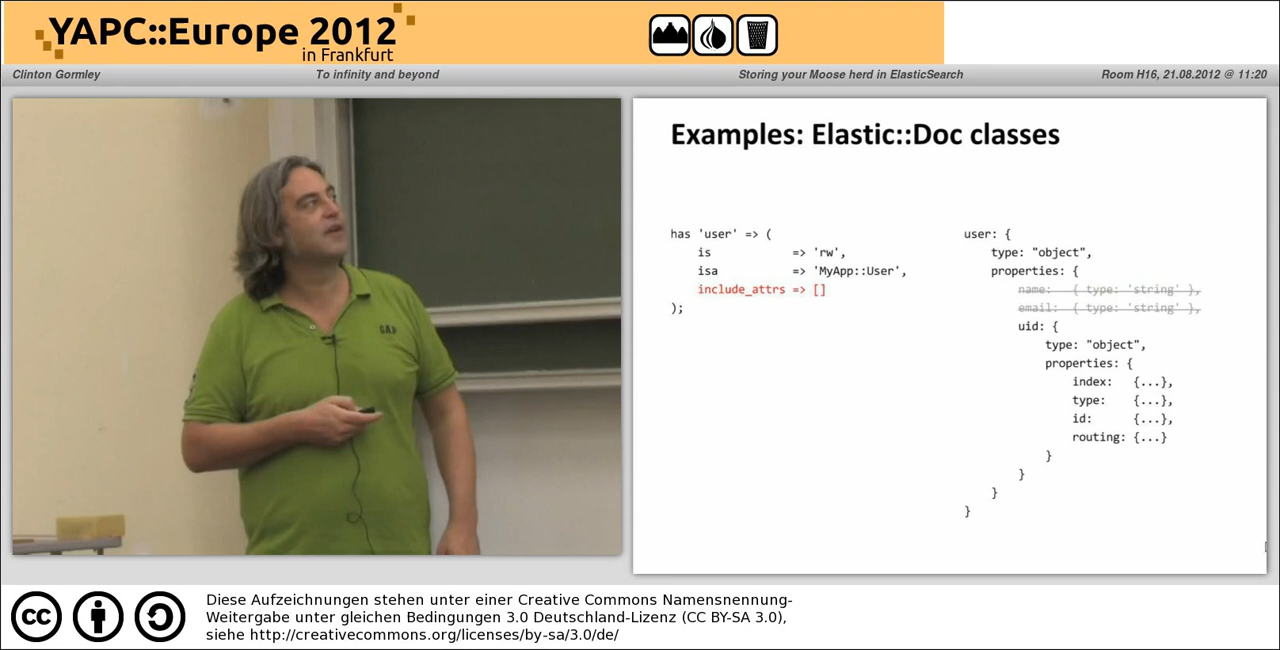 YAPC::Europe 2012
in Frankfurt
Clinton Gormley
To infinity and beyond
Storing your Moose herd in ElasticSearch
Room H16, 21.08.2012 @ 11:20
GAP
Examples: Elastic::Doc classes
has 'user' => (
is => 'rw',
isa => 'MyApp::User',
include_attrs => []
);
user: {
type: "object",
properties: {
name: { type: 'string' },
email: { type: 'string' },
uid: {
type: "object",
properties: {
index: {...},
type: {...},
id: {...},
routing: {...}
}
}
}
}
cc
Diese Aufzeichnungen stehen unter einer Creative Commons Namensnennung-
Weitergabe unter gleichen Bedingungen 3.0 Deutschland-Lizenz (CC BY-SA 3.0),
siehe http://creativecommons.org/licenses/by-sa/3.0/de/